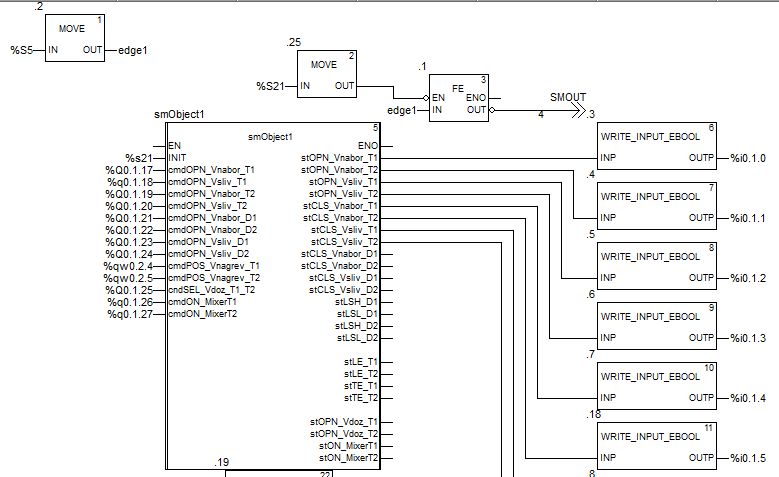 .2
1
MOVE
%S5 IN OUT edge1
.25
2
MOVE
%S21 IN OUT
.1
3
FE
EN ENO
edge1 IN OUT
SMOUT
4
smObject1
5
smObject1
EN ENO
%s21 INIT stOPN_Vnabor_T1
%Q0.1.17 cmdOPN_Vnabor_T1 stOPN_Vnabor_T2
%q0.1.18 cmdOPN_Vsliv_T1 stOPN_Vsliv_T1
%Q0.1.19 cmdOPN_Vnabor_T2 stOPN_Vsliv_T2
%Q0.1.20 cmdOPN_Vsliv_T2 stCLS_Vnabor_T1
%Q0.1.21 cmdOPN_Vnabor_D1 stCLS_Vnabor_T2
%Q0.1.22 cmdOPN_Vnabor_D2 stCLS_Vsliv_T1
%Q0.1.23 cmdOPN_Vsliv_D1 stCLS_Vsliv_T2
%Q0.1.24 cmdOPN_Vsliv_D2 stCLS_Vnabor_D1
%qw0.2.4 cmdPOS_Vnagrev_T1 stCLS_Vnabor_D2
%qw0.2.5 cmdPOS_Vnagrev_T2 stCLS_Vsliv_D1
%Q0.1.25 cndSEL_Vdoz_T1_T2 stCLS_Vsliv_D2
%q0.1.26 cmdON_MixerT1 stLSH_D1
%q0.1.27 cmdON_MixerT2 stLSL_D1
stLSH_D2
stLSL_D2
stLE_T1
stLE_T2
stTE_T1
stTE_T2
stOPN_Vdoz_T1
stOPN_Vdoz_T2
stON_MixerT1
stON_MixerT2
.19
22
.3
6
WRITE_INPUT_EBOOL
INP OUTP %i0.1.0
.4
7
WRITE_INPUT_EBOOL
INP OUTP %i0.1.1
.5
8
WRITE_INPUT_EBOOL
INP OUTP %i0.1.2
.6
9
WRITE_INPUT_EBOOL
INP OUTP %i0.1.3
.7
10
WRITE_INPUT_EBOOL
INP OUTP %i0.1.4
.18
11
WRITE_INPUT_EBOOL
INP OUTP %i0.1.5